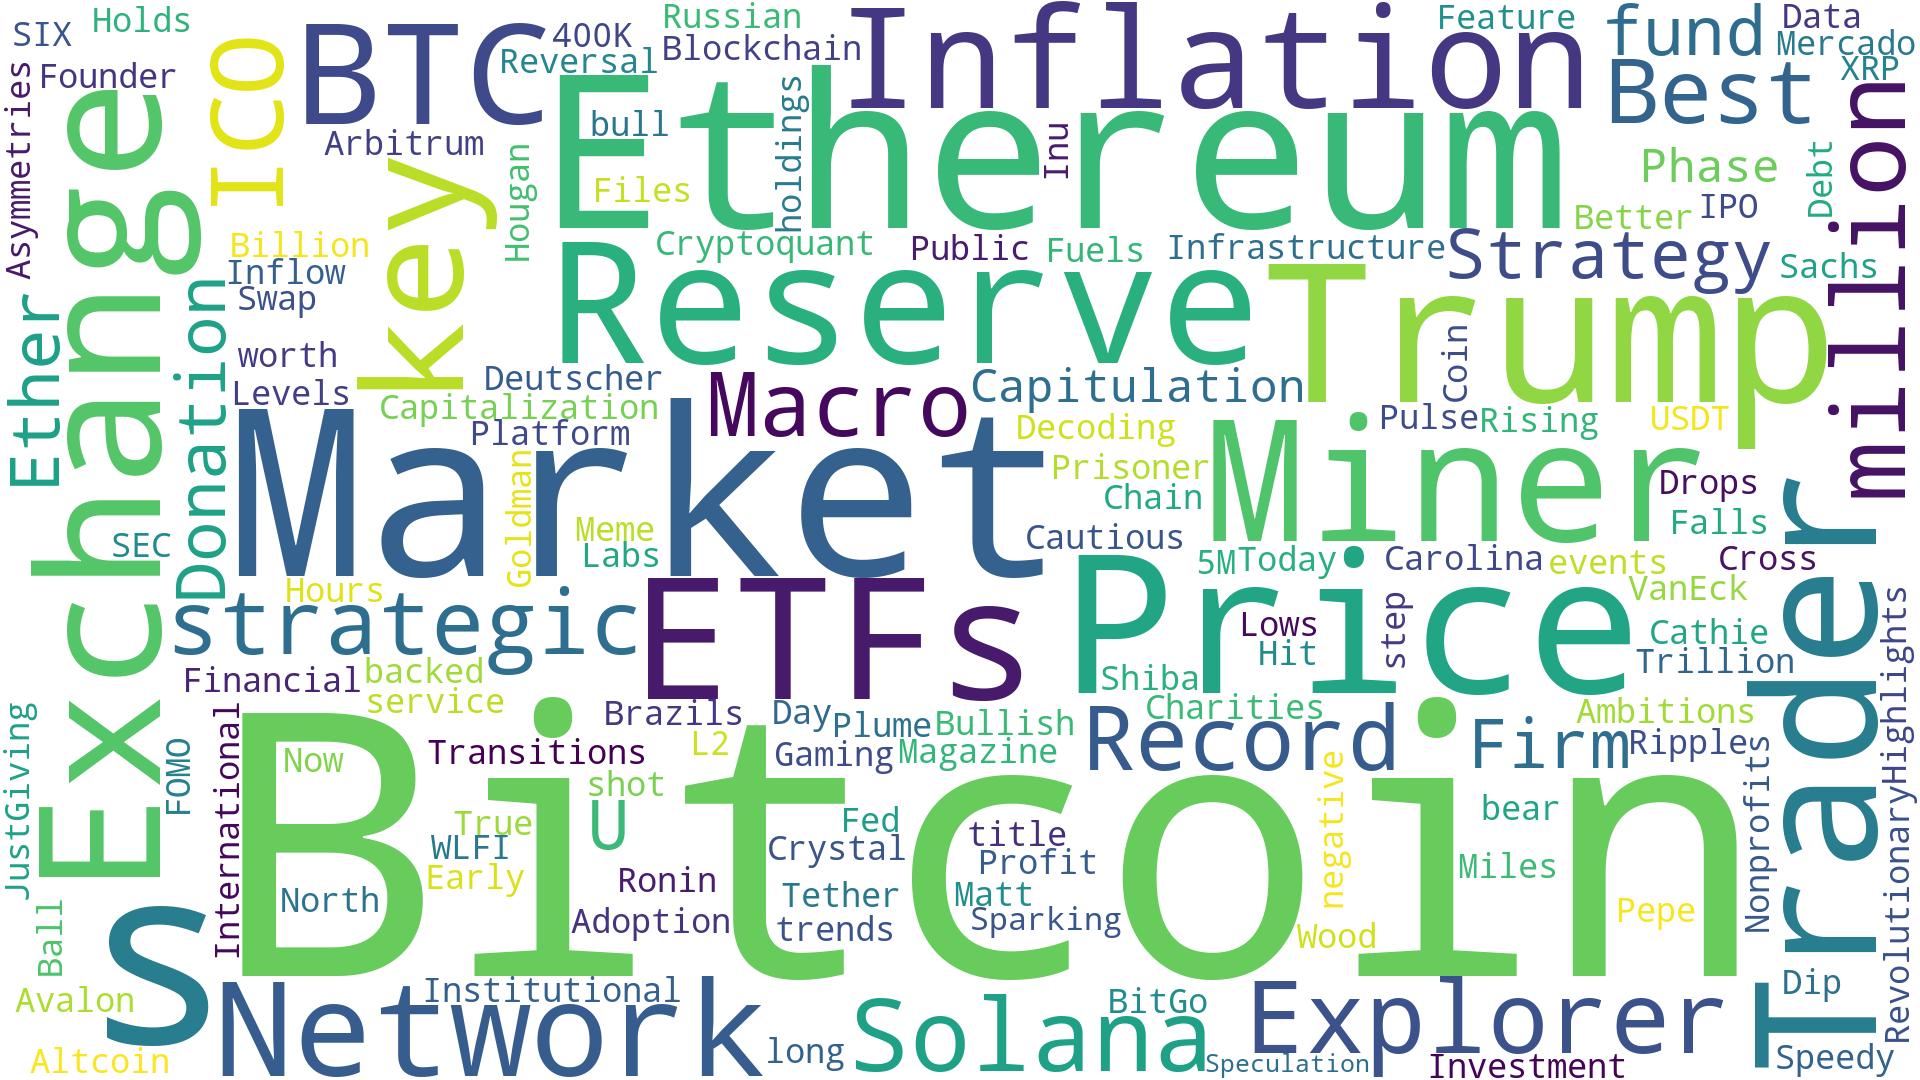 SIX
Holds
Founder
Asymmetries
ICO
BTC
400K
Reversal
Russian
Blockchain
Inflation
Feature
fund
Data
Mercado
XRP
Best
Exchange
Arbitrum
key
Hougan
bull
Files
holdings
Ethereum
Inu
Phase
Debt
million
Better
IPO
Billion
Inflow
Swap
Cryptoquant
Public
Fuels
Infrastructure
Strategy
Sachs
Ether
Donation
Reserve
Trump
Coin
worth
Levels
Deutscher
Capitalization
Platform
Macro
Capitulation
Decoding
Pulse
Rising
USDT
Market
Goldman
Meme
Labs
Prisoner
Chain
Cautious
Miner
Drops
Falls
SEC
Hours
strategic
ETFs
Price
5M
Today
Carolina
events
Cross
VanEck
Lows
Hit
step
Cathie
Trillion
Trader
RevolutionaryHighlights
Financial
backed
service
Shiba
Charities
Ambitions
JustGiving
FOMO
International
Brazils
Day
Plume
Bullish
Record
Firm
Ripple
Nonprofits
Transitions
L2
Gaming
Magazine
Bitcoin
Now
shot
U
True
WLFI
Early
Fed
title
negative
bear
Crystal
Profit
Miles
North
Ronin
Tether
Matt
Adoption
trends
Sparking
Wood
Pepe
Ball
s
Avalon
Altcoin
Network
Institutional
long
Solana
BitGo
Speculation
Explorer
Investment
Dip
Speedy